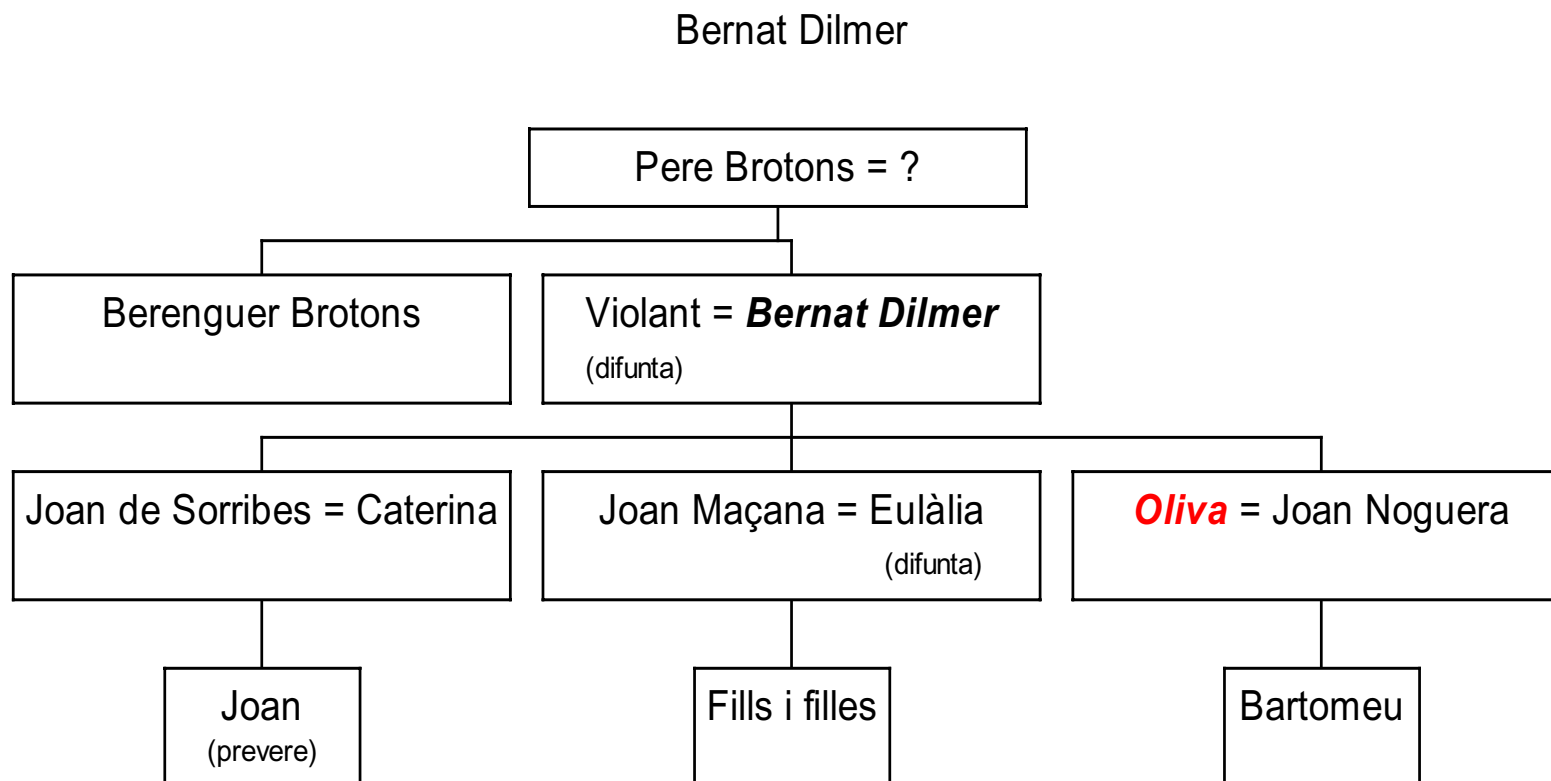 Bernat Dilmer
Pere Brotons = ?
Berenguer Brotons
Violant = Bernat Dilmer
(difunta)
Joan de Sorribes = Caterina
Joan Maçana = Eulàlia
(difunta)
Oliva = Joan Noguera
Joan
(prevere)
Fills i filles
Bartomeu